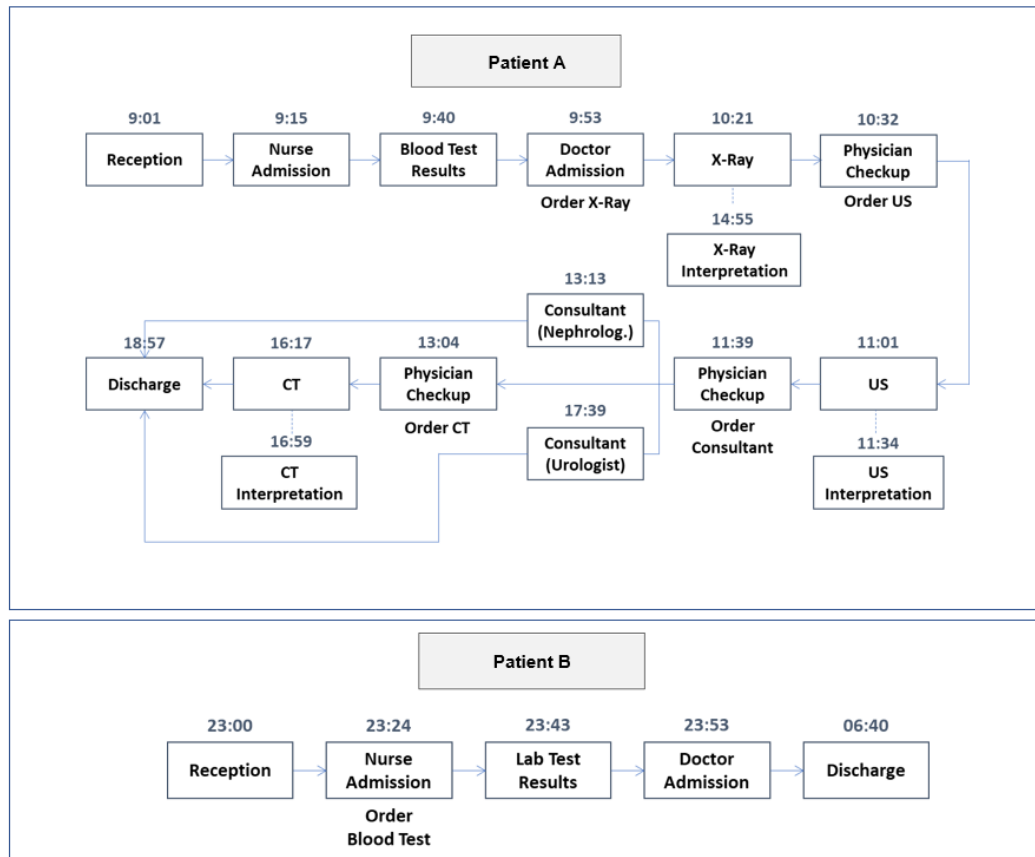 Patient A
9:01
Reception
9:15
Nurse
Admission
9:40
Blood Test
Results
9:53
Doctor
Admission
Order X-Ray
10:21
X-Ray
14:55
X-Ray
Interpretation
10:32
Physician
Checkup
Order US
13:13
Consultant
(Nephrolog.)
18:57
Discharge
16:17
CT
16:59
CT
Interpretation
13:04
Physician
Checkup
Order CT
17:39
Consultant
(Urologist)
11:39
Physician
Checkup
Order
Consultant
11:01
US
11:34
US
Interpretation
Patient B
23:00
Reception
23:24
Nurse
Admission
Order
Blood Test
23:43
Lab Test
Results
23:53
Doctor
Admission
06:40
Discharge